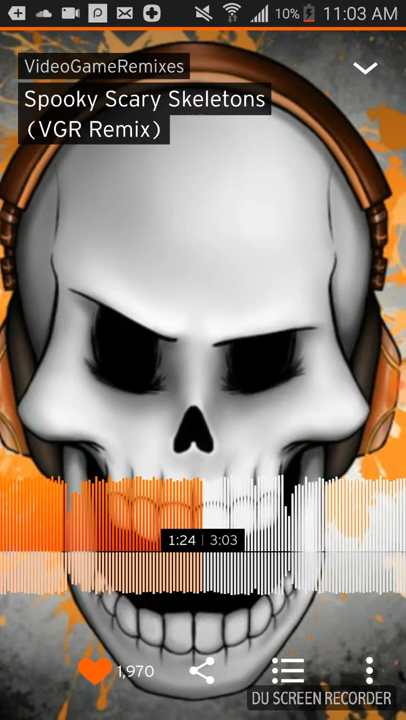 10% 11:03 AM
VideoGameRemixes
Spooky Scary Skeletons
(VGR Remix)
1:24 | 3:03
1,970
DU SCREEN RECORDER